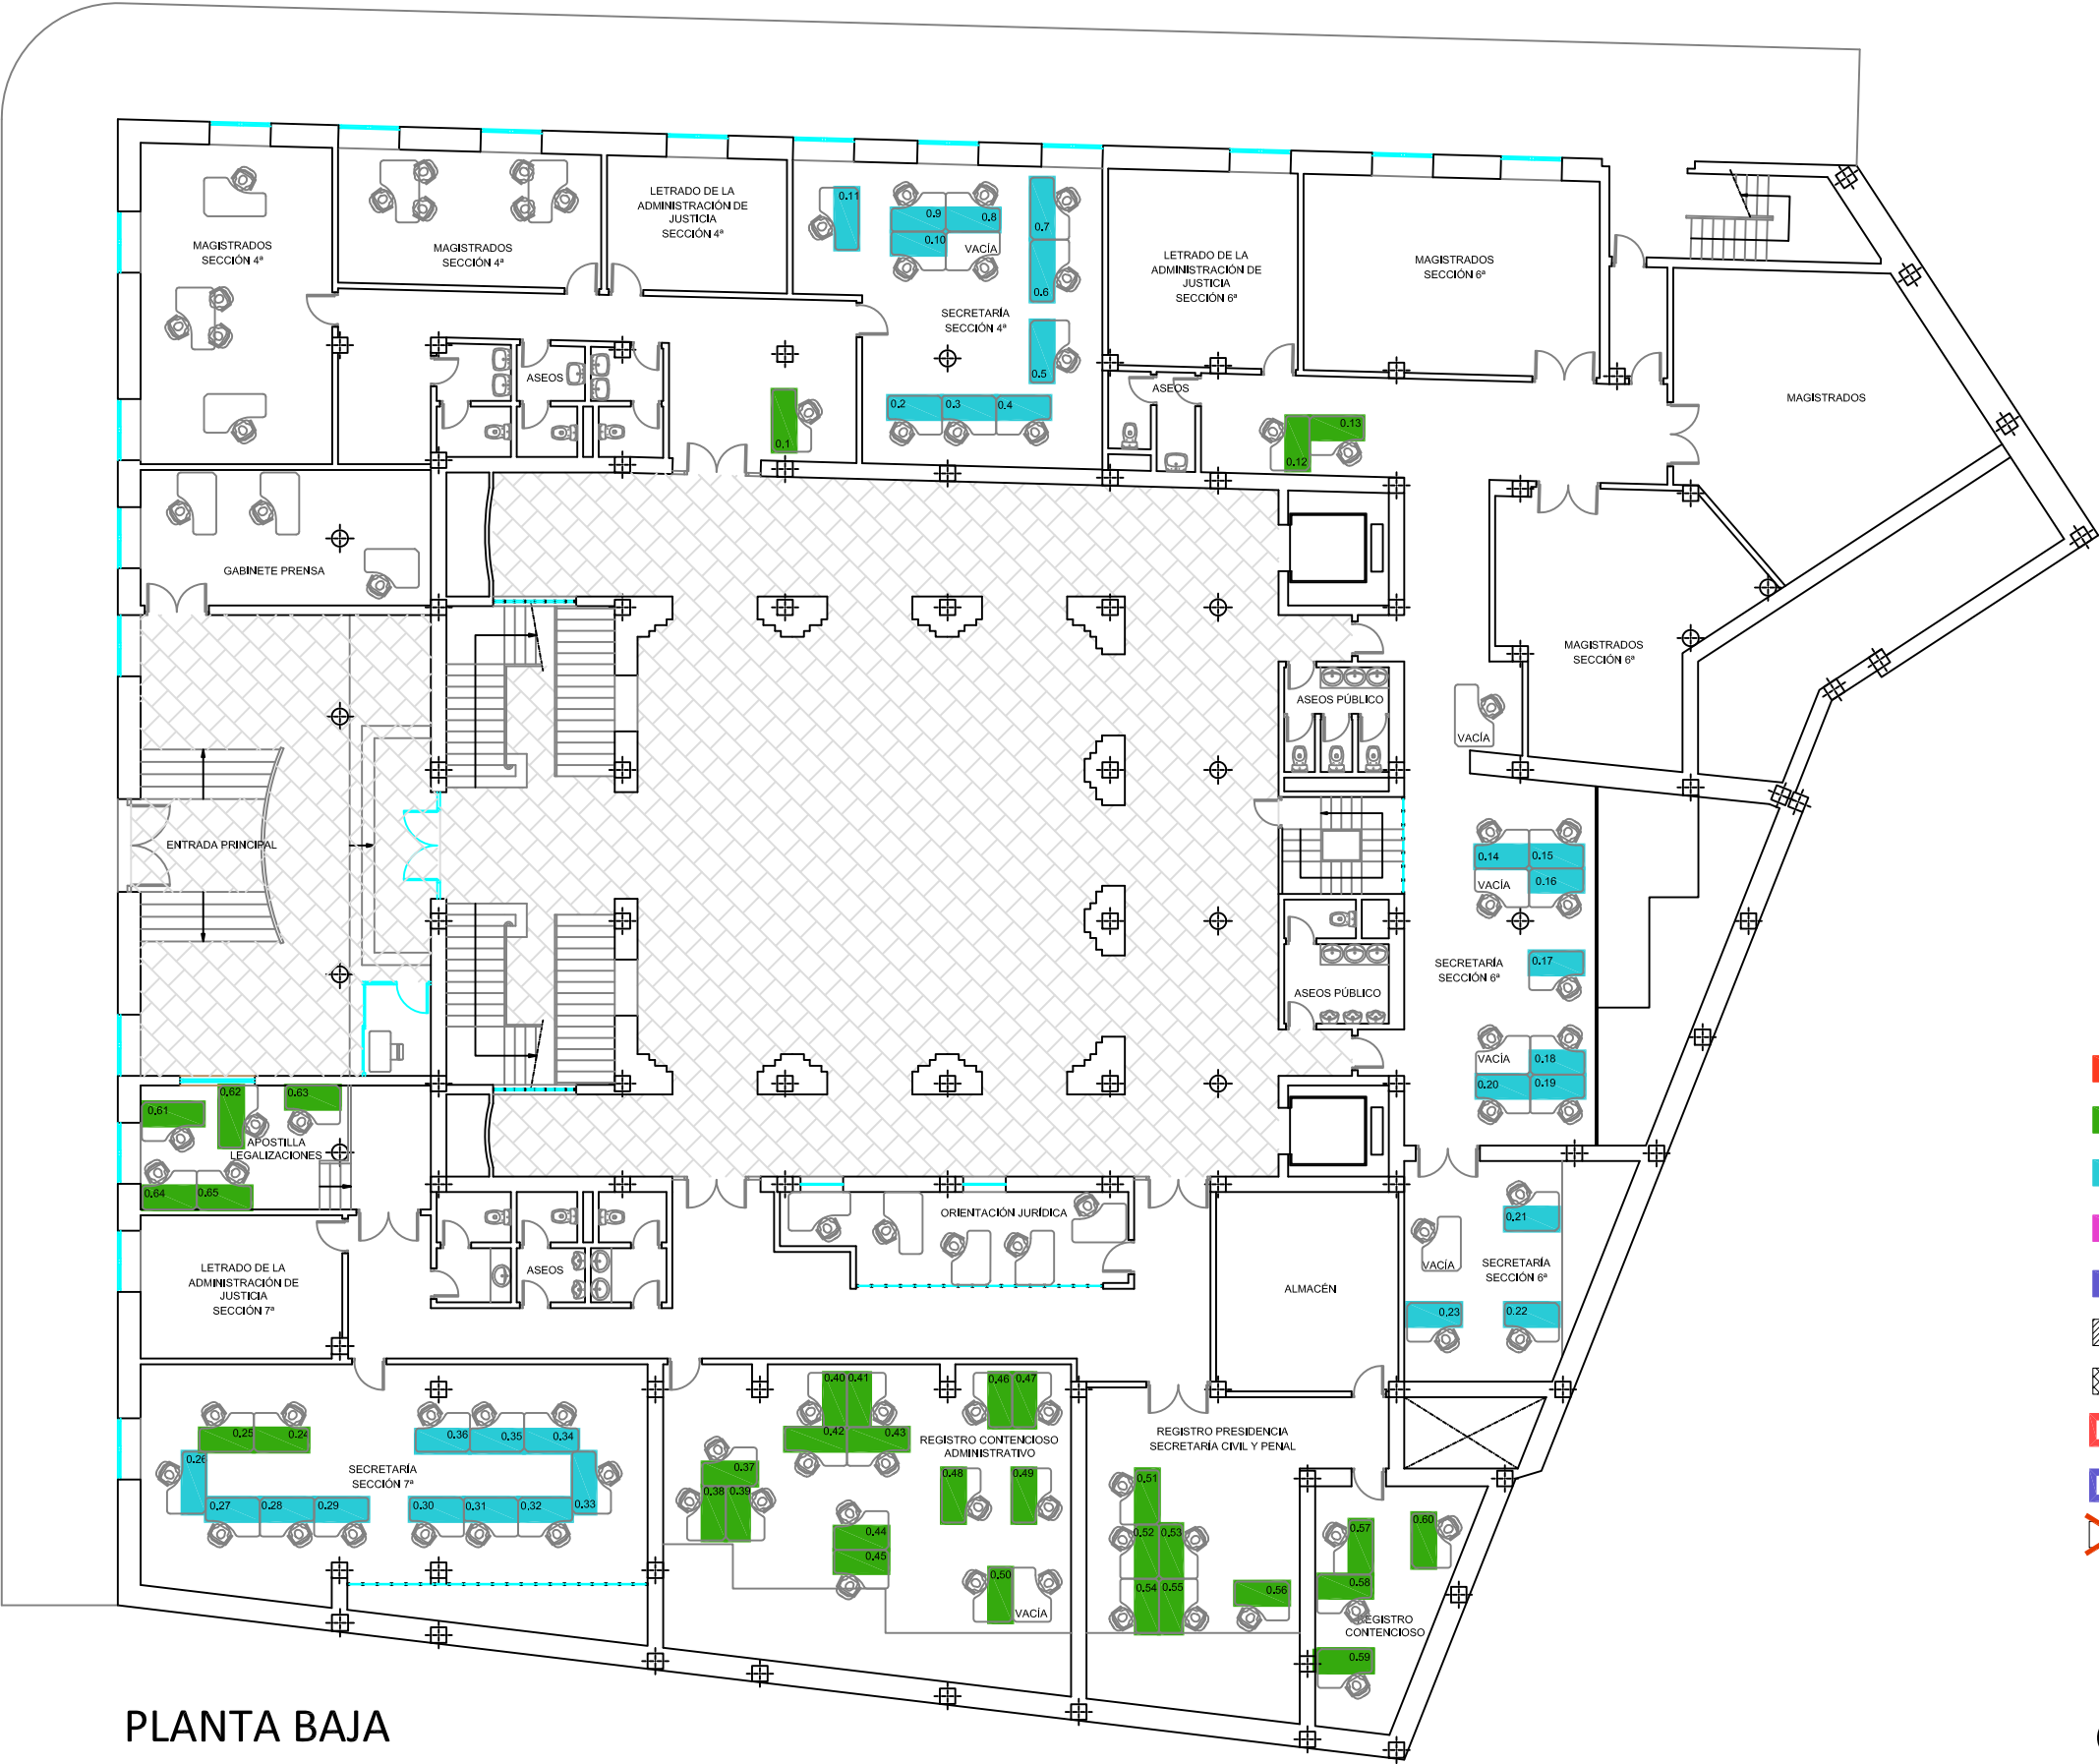 LETRADO DE LA
ADMINISTRACIÓN DE
JUSTICIA
SECCIÓN 4ª
MAGISTRADOS
SECCIÓN 4ª
MAGISTRADOS
SECCIÓN 4ª
0.11
0.9
0.8
0.10
VACÍA
0.7
0.6
SECRETARÍA
SECCIÓN 4ª
0.5
0.2
0.3
0.4
LETRADO DE LA
ADMINISTRACIÓN DE
JUSTICIA
SECCIÓN 6ª
MAGISTRADOS
SECCIÓN 6ª
MAGISTRADOS
ASEOS
ASEOS
0.1
0.13
0.12
GABINETE PRENSA
MAGISTRADOS
SECCIÓN 6ª
ASEOS PÚBLICO
VACÍA
ENTRADA PRINCIPAL
0.14
0.15
VACÍA
0.16
SECRETARÍA
SECCIÓN 6ª
0.17
ASEOS PÚBLICO
VACÍA
0.18
0.20
0.19
0.61
0.62
0.63
APOSTILLA
LEGALIZACIONES
0.64
0.65
ORIENTACIÓN JURÍDICA
0.21
VACÍA
SECRETARÍA
SECCIÓN 6ª
0.23
0.22
LETRADO DE LA
ADMINISTRACIÓN DE
JUSTICIA
SECCIÓN 7ª
ASEOS
ALMACÉN
0.25
0.24
0.36
0.35
0.34
0.26
SECRETARÍA
SECCIÓN 7ª
0.27
0.28
0.29
0.30
0.31
0.32
0.33
0.40
0.41
0.46
0.47
0.42
0.43
REGISTRO CONTENCIOSO
ADMINISTRATIVO
0.37
0.38
0.39
0.48
0.49
0.44
0.45
0.50
VACÍA
REGISTRO PRESIDENCIA
SECRETARÍA CIVIL Y PENAL
0.51
0.52
0.53
0.54
0.55
0.56
0.57
0.60
0.58
REGISTRO
CONTENCIOSO
0.59
PLANTA BAJA